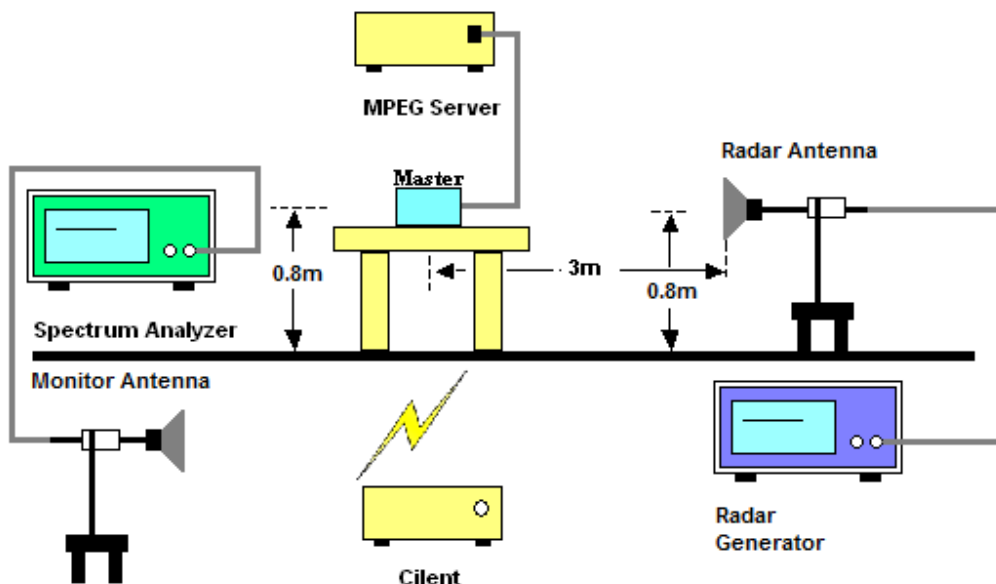 MPEG Server
Radar Antenna
Master
0.8m
3m
0.8m
Spectrum Analyzer
Monitor Antenna
Radar
Generator
Cilent